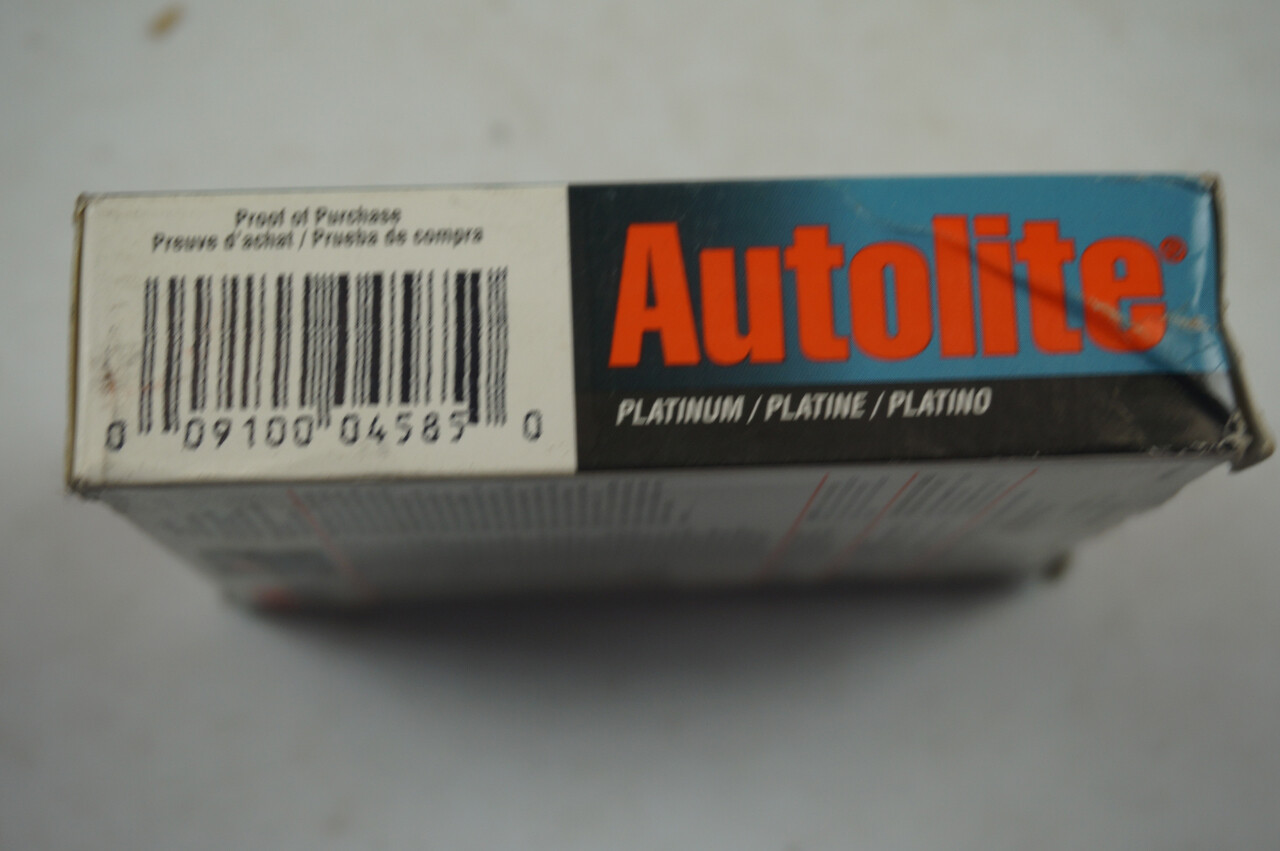 Proof of Purchase
Preuve d'achat / Prueba de compra
0 09100 04585 0
Autolite®
PLATINUM / PLATINE / PLATINO